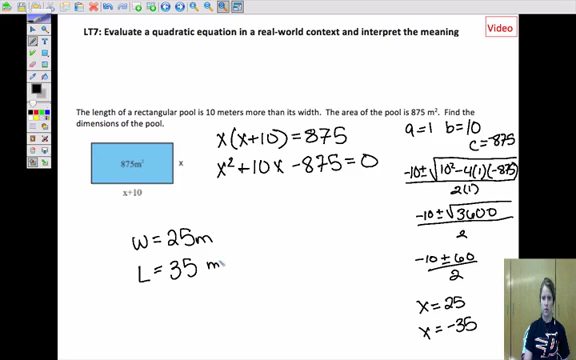 LT7: Evaluate a quadratic equation in a real-world context and interpret the meaning
Video
The length of a rectangular pool is 10 meters more than its width. The area of the pool is 875 m². Find the
dimensions of the pool.
875m²
x
x+10
x(x+10)=875
x²+10x-875=0
W=25m
L=35 m
a=1 b=10
c=-875
-10±√10²-4(1)(-875)
2(1)
-10±√3600
2
-10±60
2
x=25
x=-35